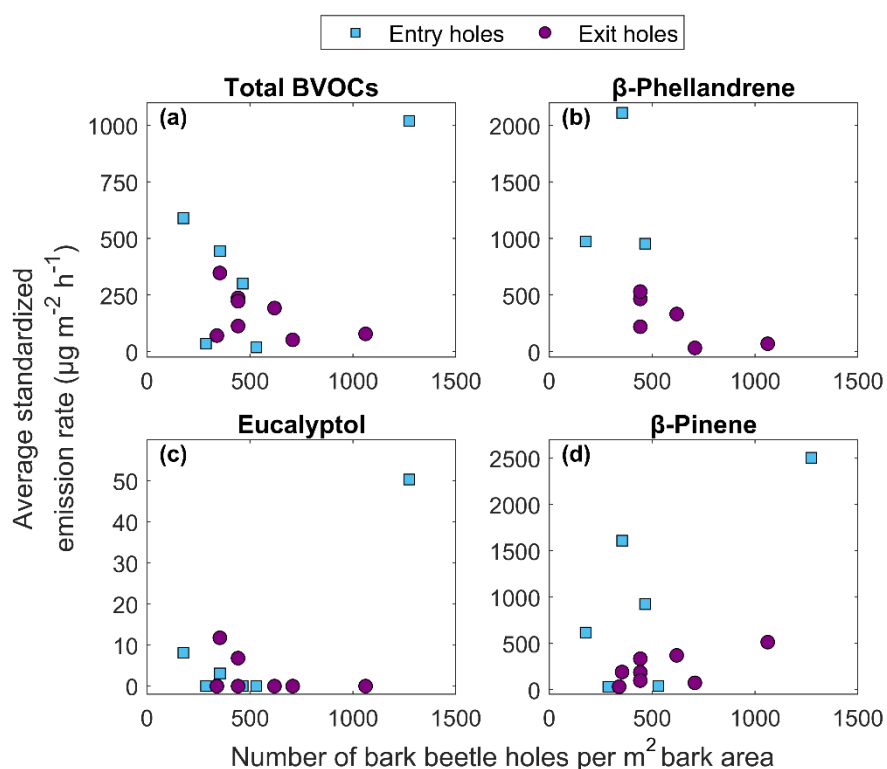 Entry holes Exit holes
Total BVOCs
(a)
1000
750
500
250
0
0 500 1000 1500
β-Phellandrene
(b)
2000
1500
1000
500
0
0 500 1000 1500
Eucalyptol
(c)
50
40
30
20
10
0
0 500 1000 1500
β-Pinene
(d)
2500
2000
1500
1000
500
0
0 500 1000 1500
Average standardized
emission rate (μg m⁻² h⁻¹)
Number of bark beetle holes per m² bark area